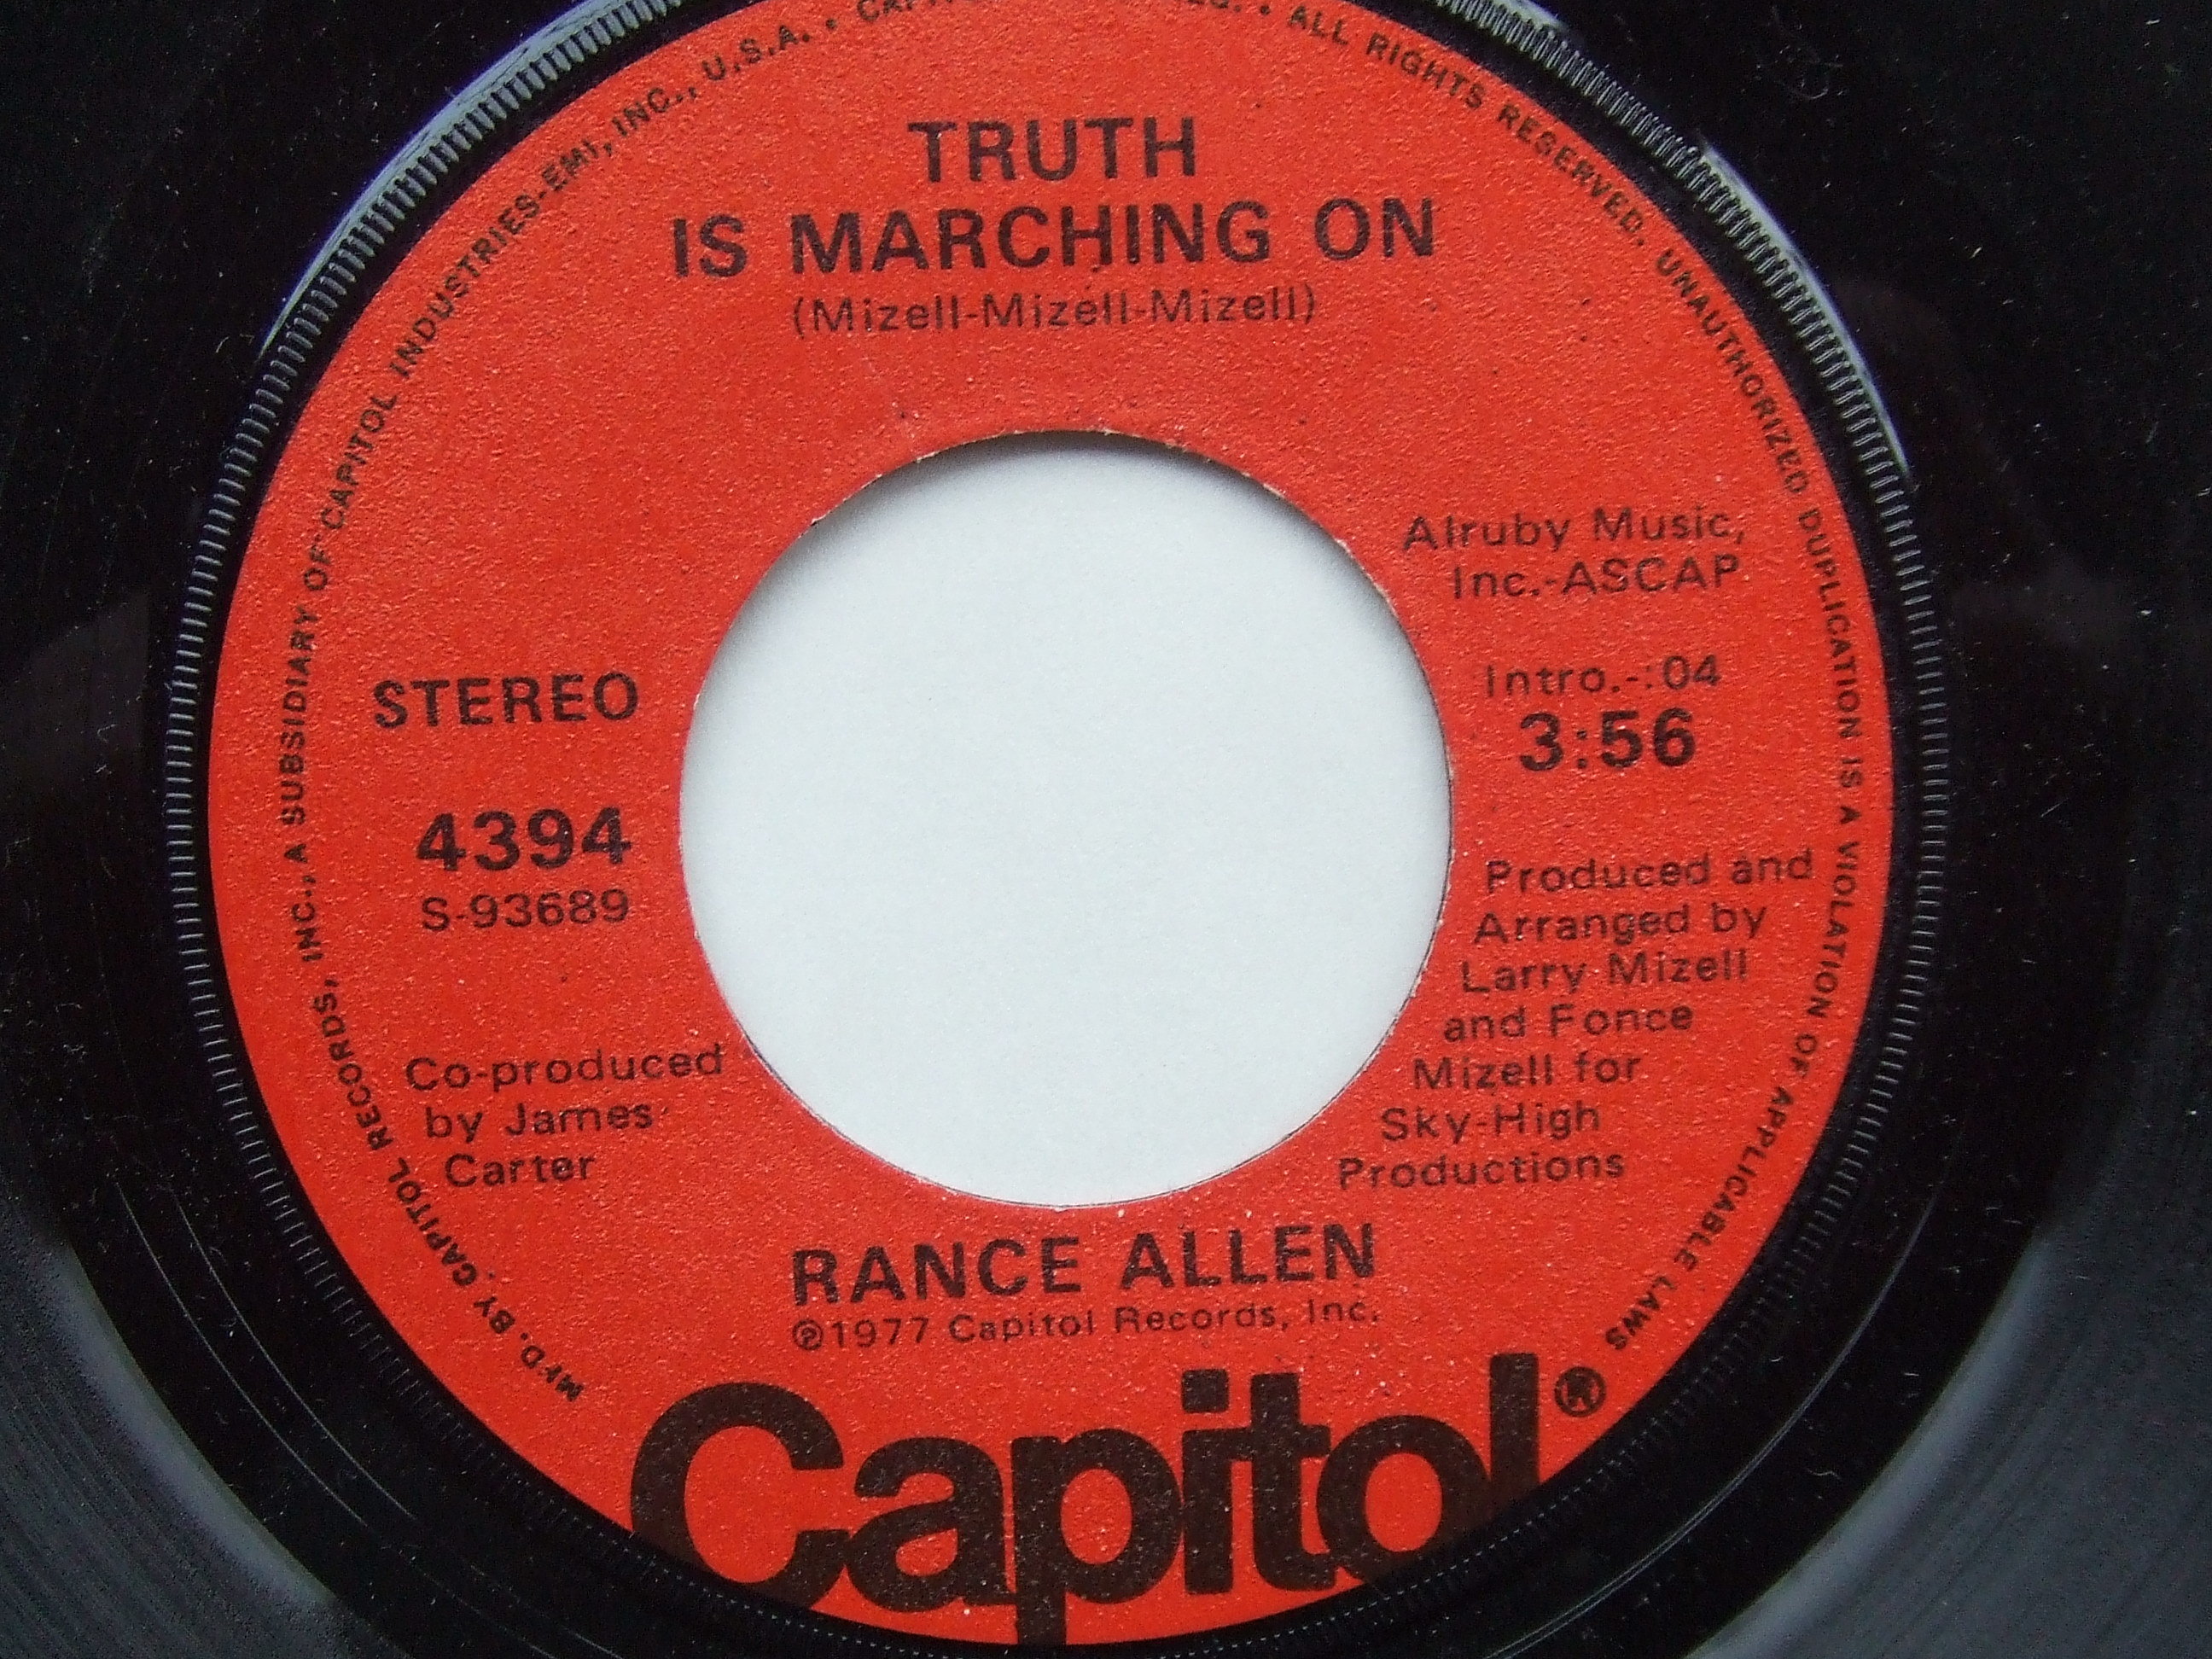 TRUTH
IS MARCHING ON
(Mizell-Mizell-Mizell)
Alruby Music,
Inc.-ASCAP
Intro.-:04
3:56
STEREO
4394
S-93689
Produced and
Arranged by
Larry Mizell
and Fonce
Mizell for
Sky-High
Productions
Co-produced
by James
Carter
RANCE ALLEN
℗1977 Capitol Records, Inc.
Capitol®
MF'D. BY CAPITOL RECORDS, INC., A SUBSIDIARY OF CAPITOL INDUSTRIES-EMI, INC., U.S.A. • ALL RIGHTS RESERVED. UNAUTHORIZED DUPLICATION IS A VIOLATION OF APPLICABLE LAWS